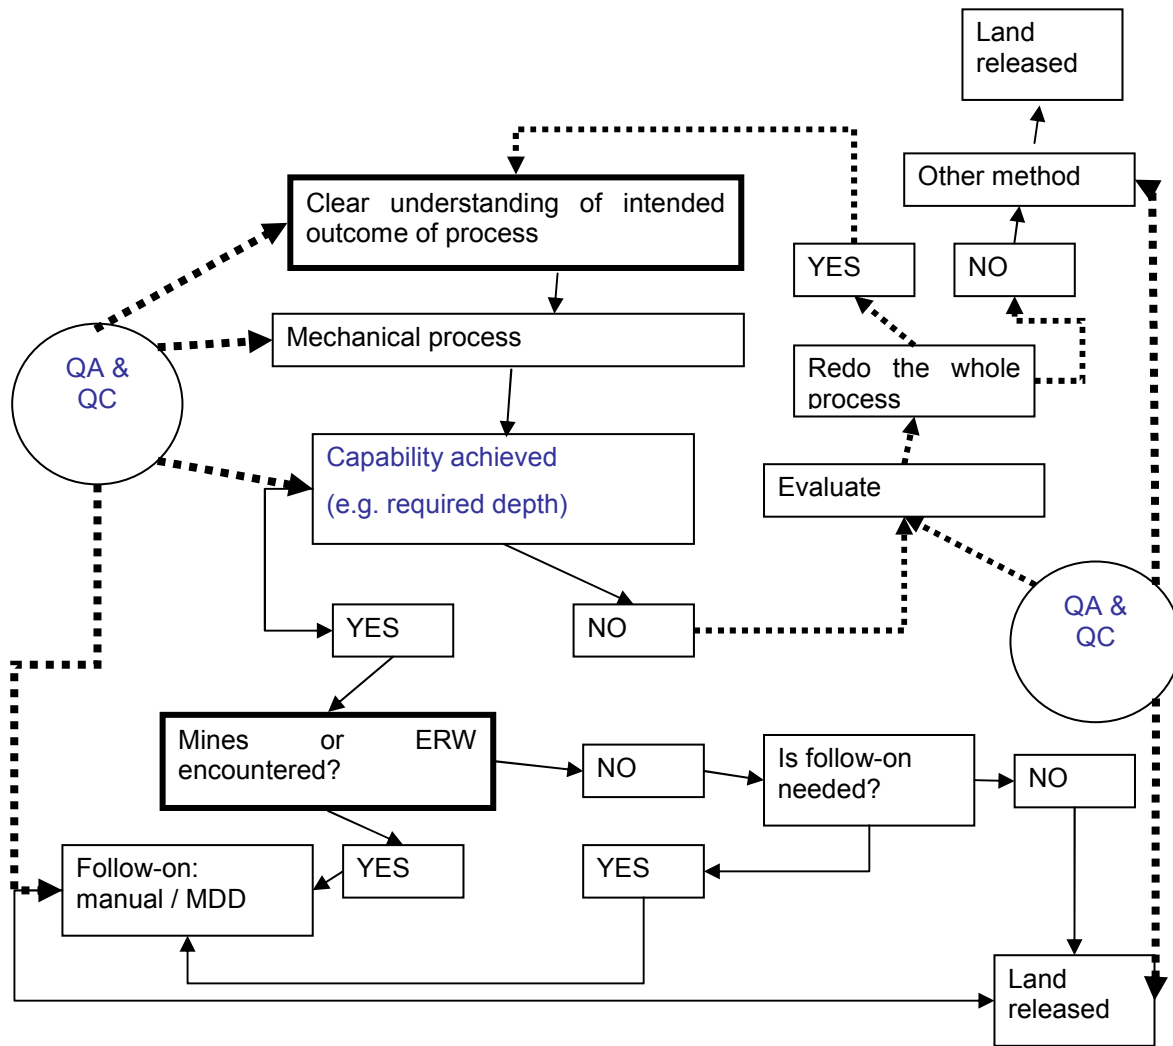 Land
released
Other method
Clear understanding of intended
outcome of process
YES
NO
Mechanical process
QA &
QC
Redo the whole
process
Capability achieved
(e.g. required depth)
Evaluate
YES
NO
QA &
QC
Mines or ERW
encountered?
NO
Is follow-on
needed?
NO
Follow-on:
manual / MDD
YES
YES
Land
released